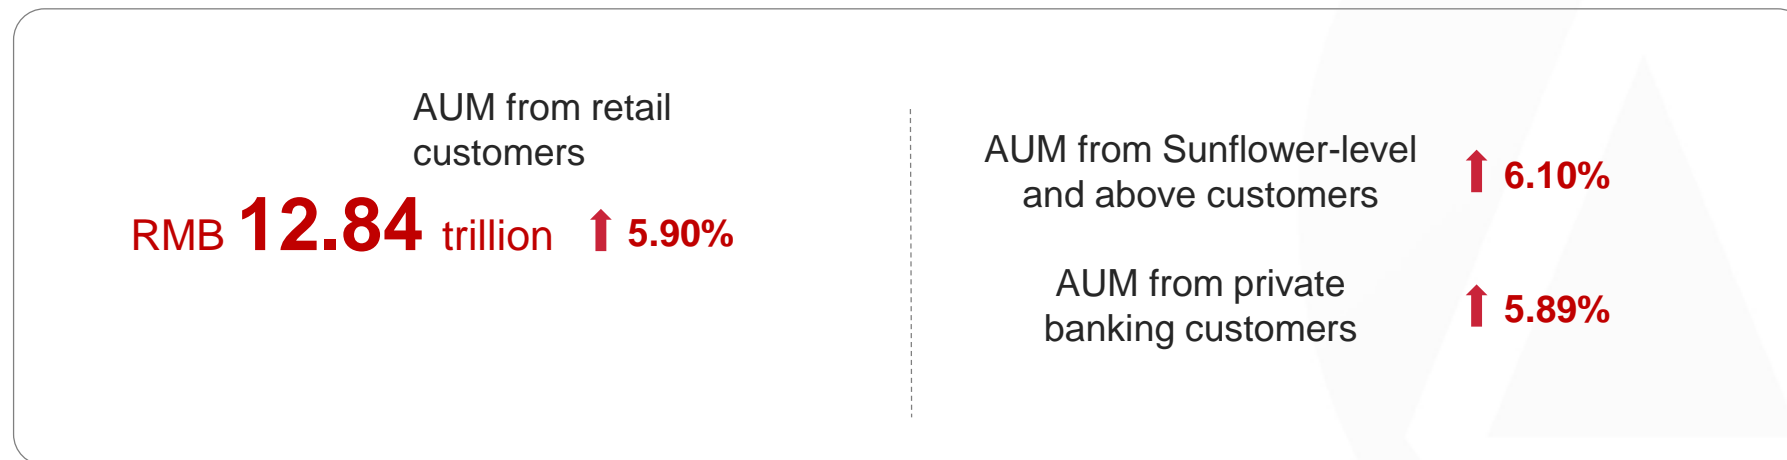 AUM from retail
customers
RMB 12.84 trillion 5.90%
AUM from Sunflower-level
and above customers
6.10%
AUM from private
banking customers
5.89%